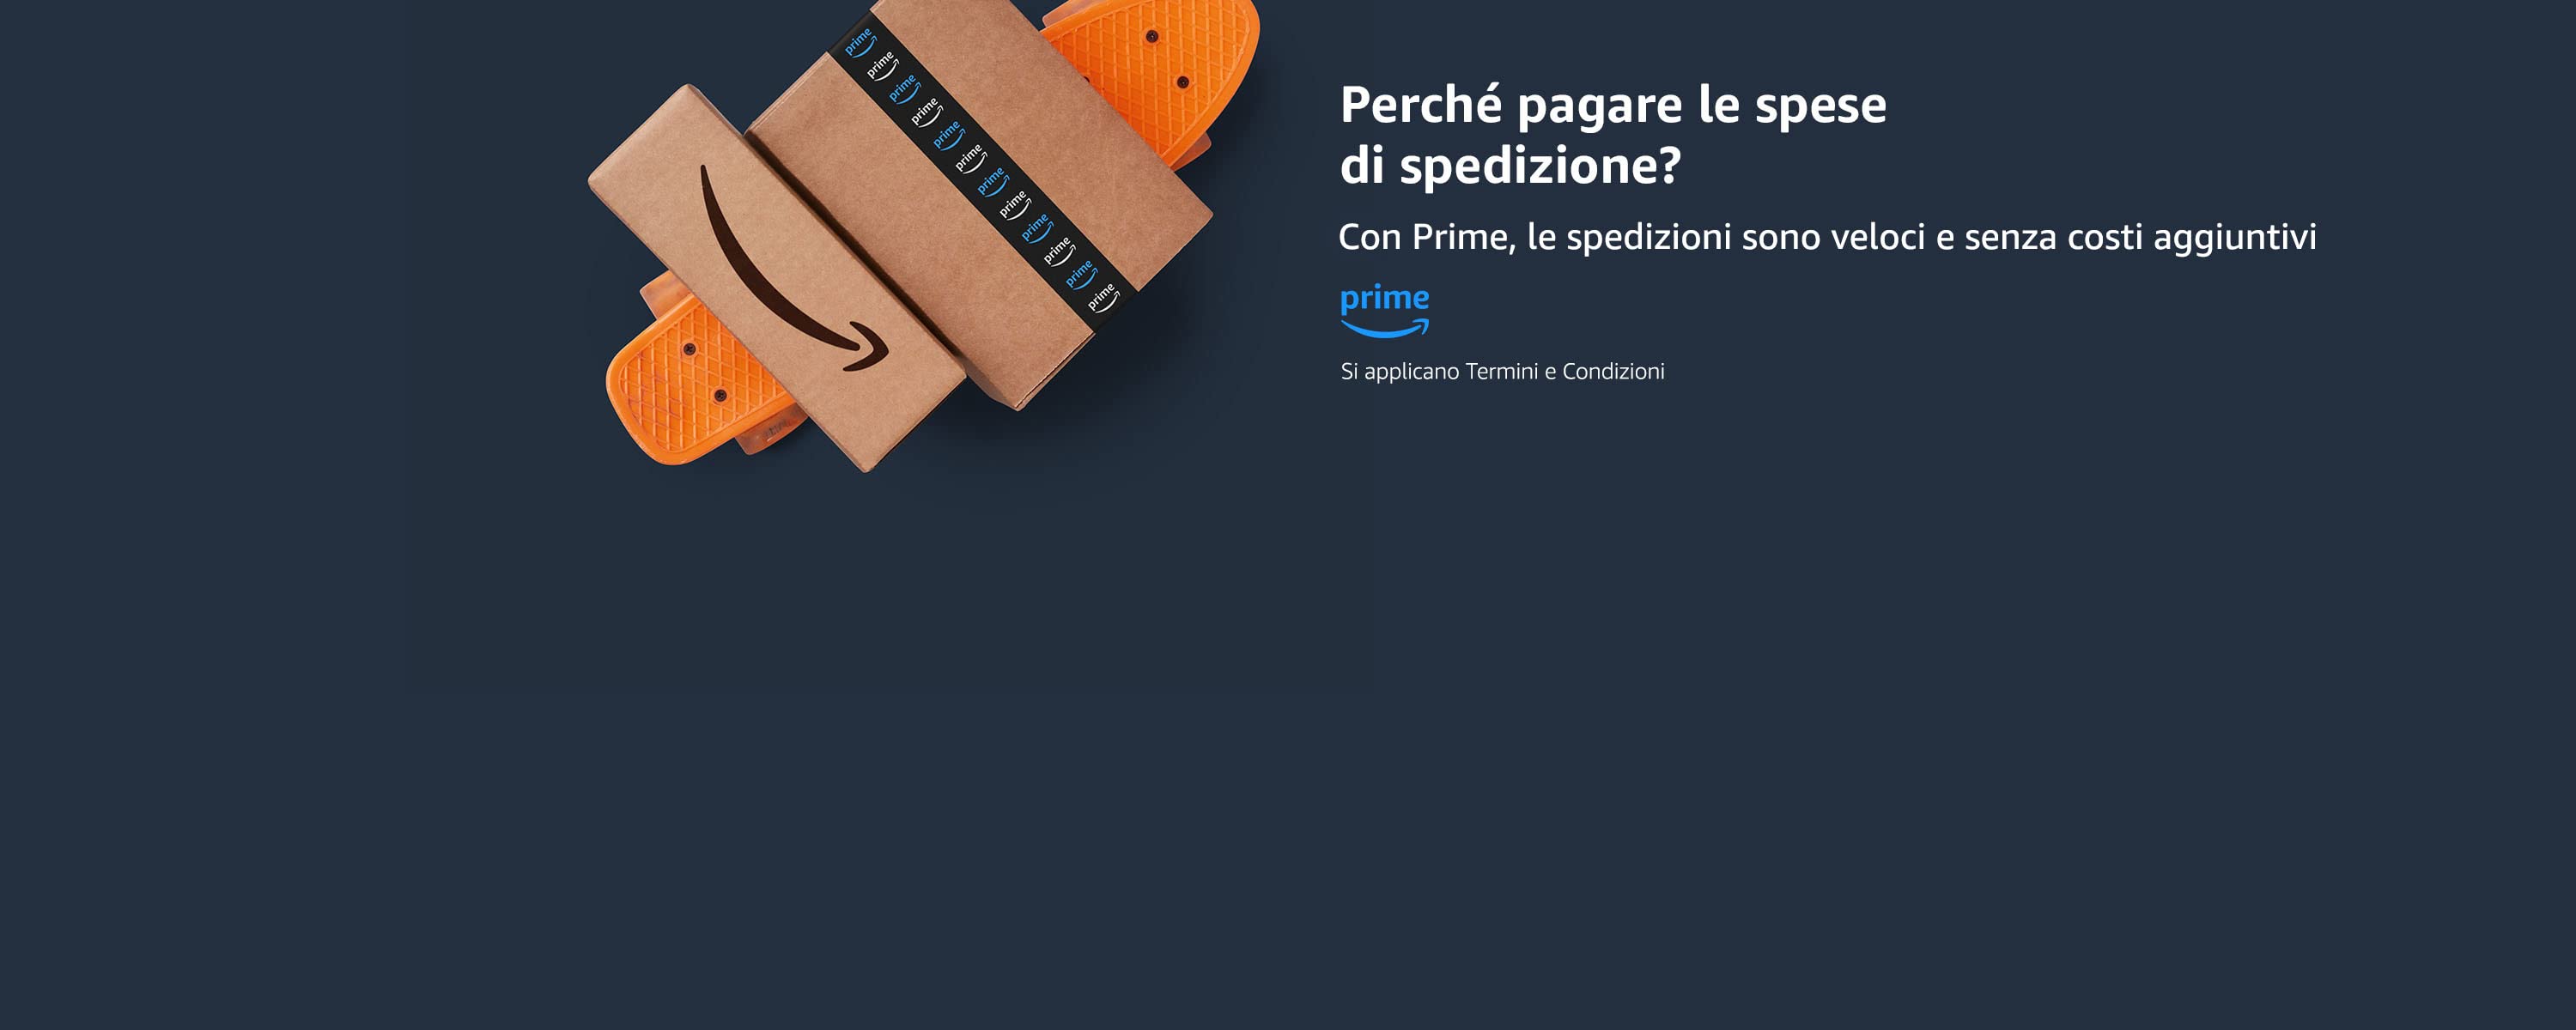 prime
prime
prime
prime
prime
prime
prime
prime
prime
prime
prime
prime
Perché pagare le spese
di spedizione?
Con Prime, le spedizioni sono veloci e senza costi aggiuntivi
prime
Si applicano Termini e Condizioni